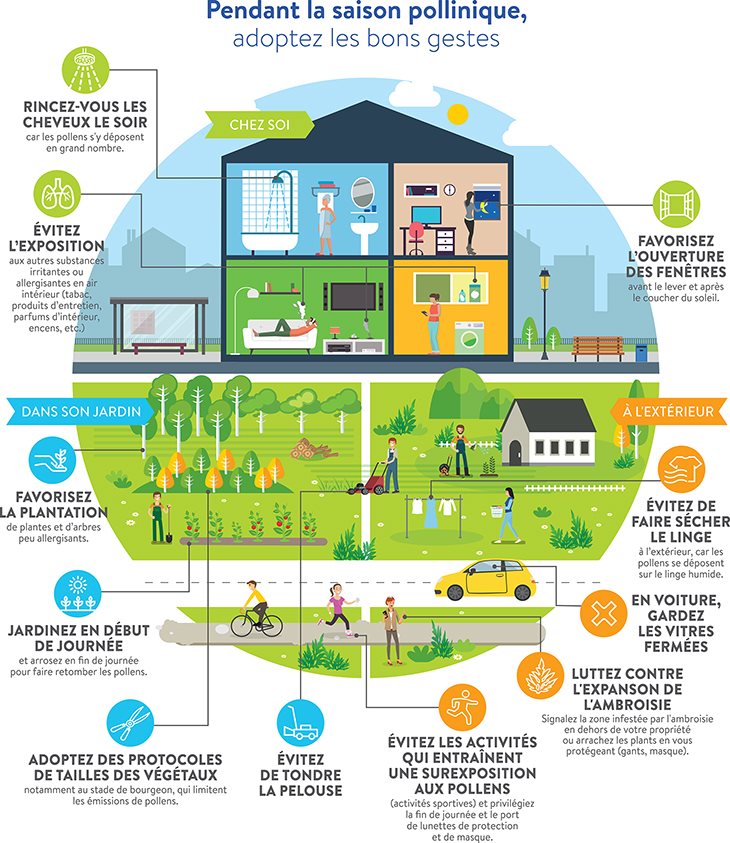 Pendant la saison pollinique,
adoptez les bons gestes
CHEZ SOI
RINCEZ-VOUS LES
CHEVEUX LE SOIR
car les pollens s'y déposent
en grand nombre.
ÉVITEZ
L'EXPOSITION
aux autres substances
irritantes ou
allergisantes en air
intérieur (tabac,
produits d'entretien,
parfums d'intérieur,
encens, etc.)
FAVORISEZ
L'OUVERTURE
DES FENÊTRES
avant le lever et après
le coucher du soleil.
DANS SON JARDIN
FAVORISEZ
LA PLANTATION
de plantes et d'arbres
peu allergisants.
JARDINEZ EN DÉBUT
DE JOURNÉE
et arrosez en fin de journée
pour faire retomber les pollens.
ADOPTEZ DES PROTOCOLES
DE TAILLES DES VÉGÉTAUX
notamment au stade de bourgeon, qui limitent
les émissions de pollens.
ÉVITEZ
DE TONDRE
LA PELOUSE
À L'EXTÉRIEUR
ÉVITEZ DE
FAIRE SÉCHER
LE LINGE
à l'extérieur, car les
pollens se déposent
sur le linge humide.
EN VOITURE,
GARDEZ
LES VITRES
FERMÉES
LUTTEZ CONTRE
L'EXPANSON DE
L'AMBROISIE
Signalez la zone infestée par l'ambroisie
en dehors de votre propriété
ou arrachez les plants en vous
protégeant (gants, masque).
ÉVITEZ LES ACTIVITÉS
QUI ENTRAÎNENT
UNE SUREXPOSITION
AUX POLLENS
(activités sportives) et privilégiez
la fin de journée et le port
de lunettes de protection
et de masque.